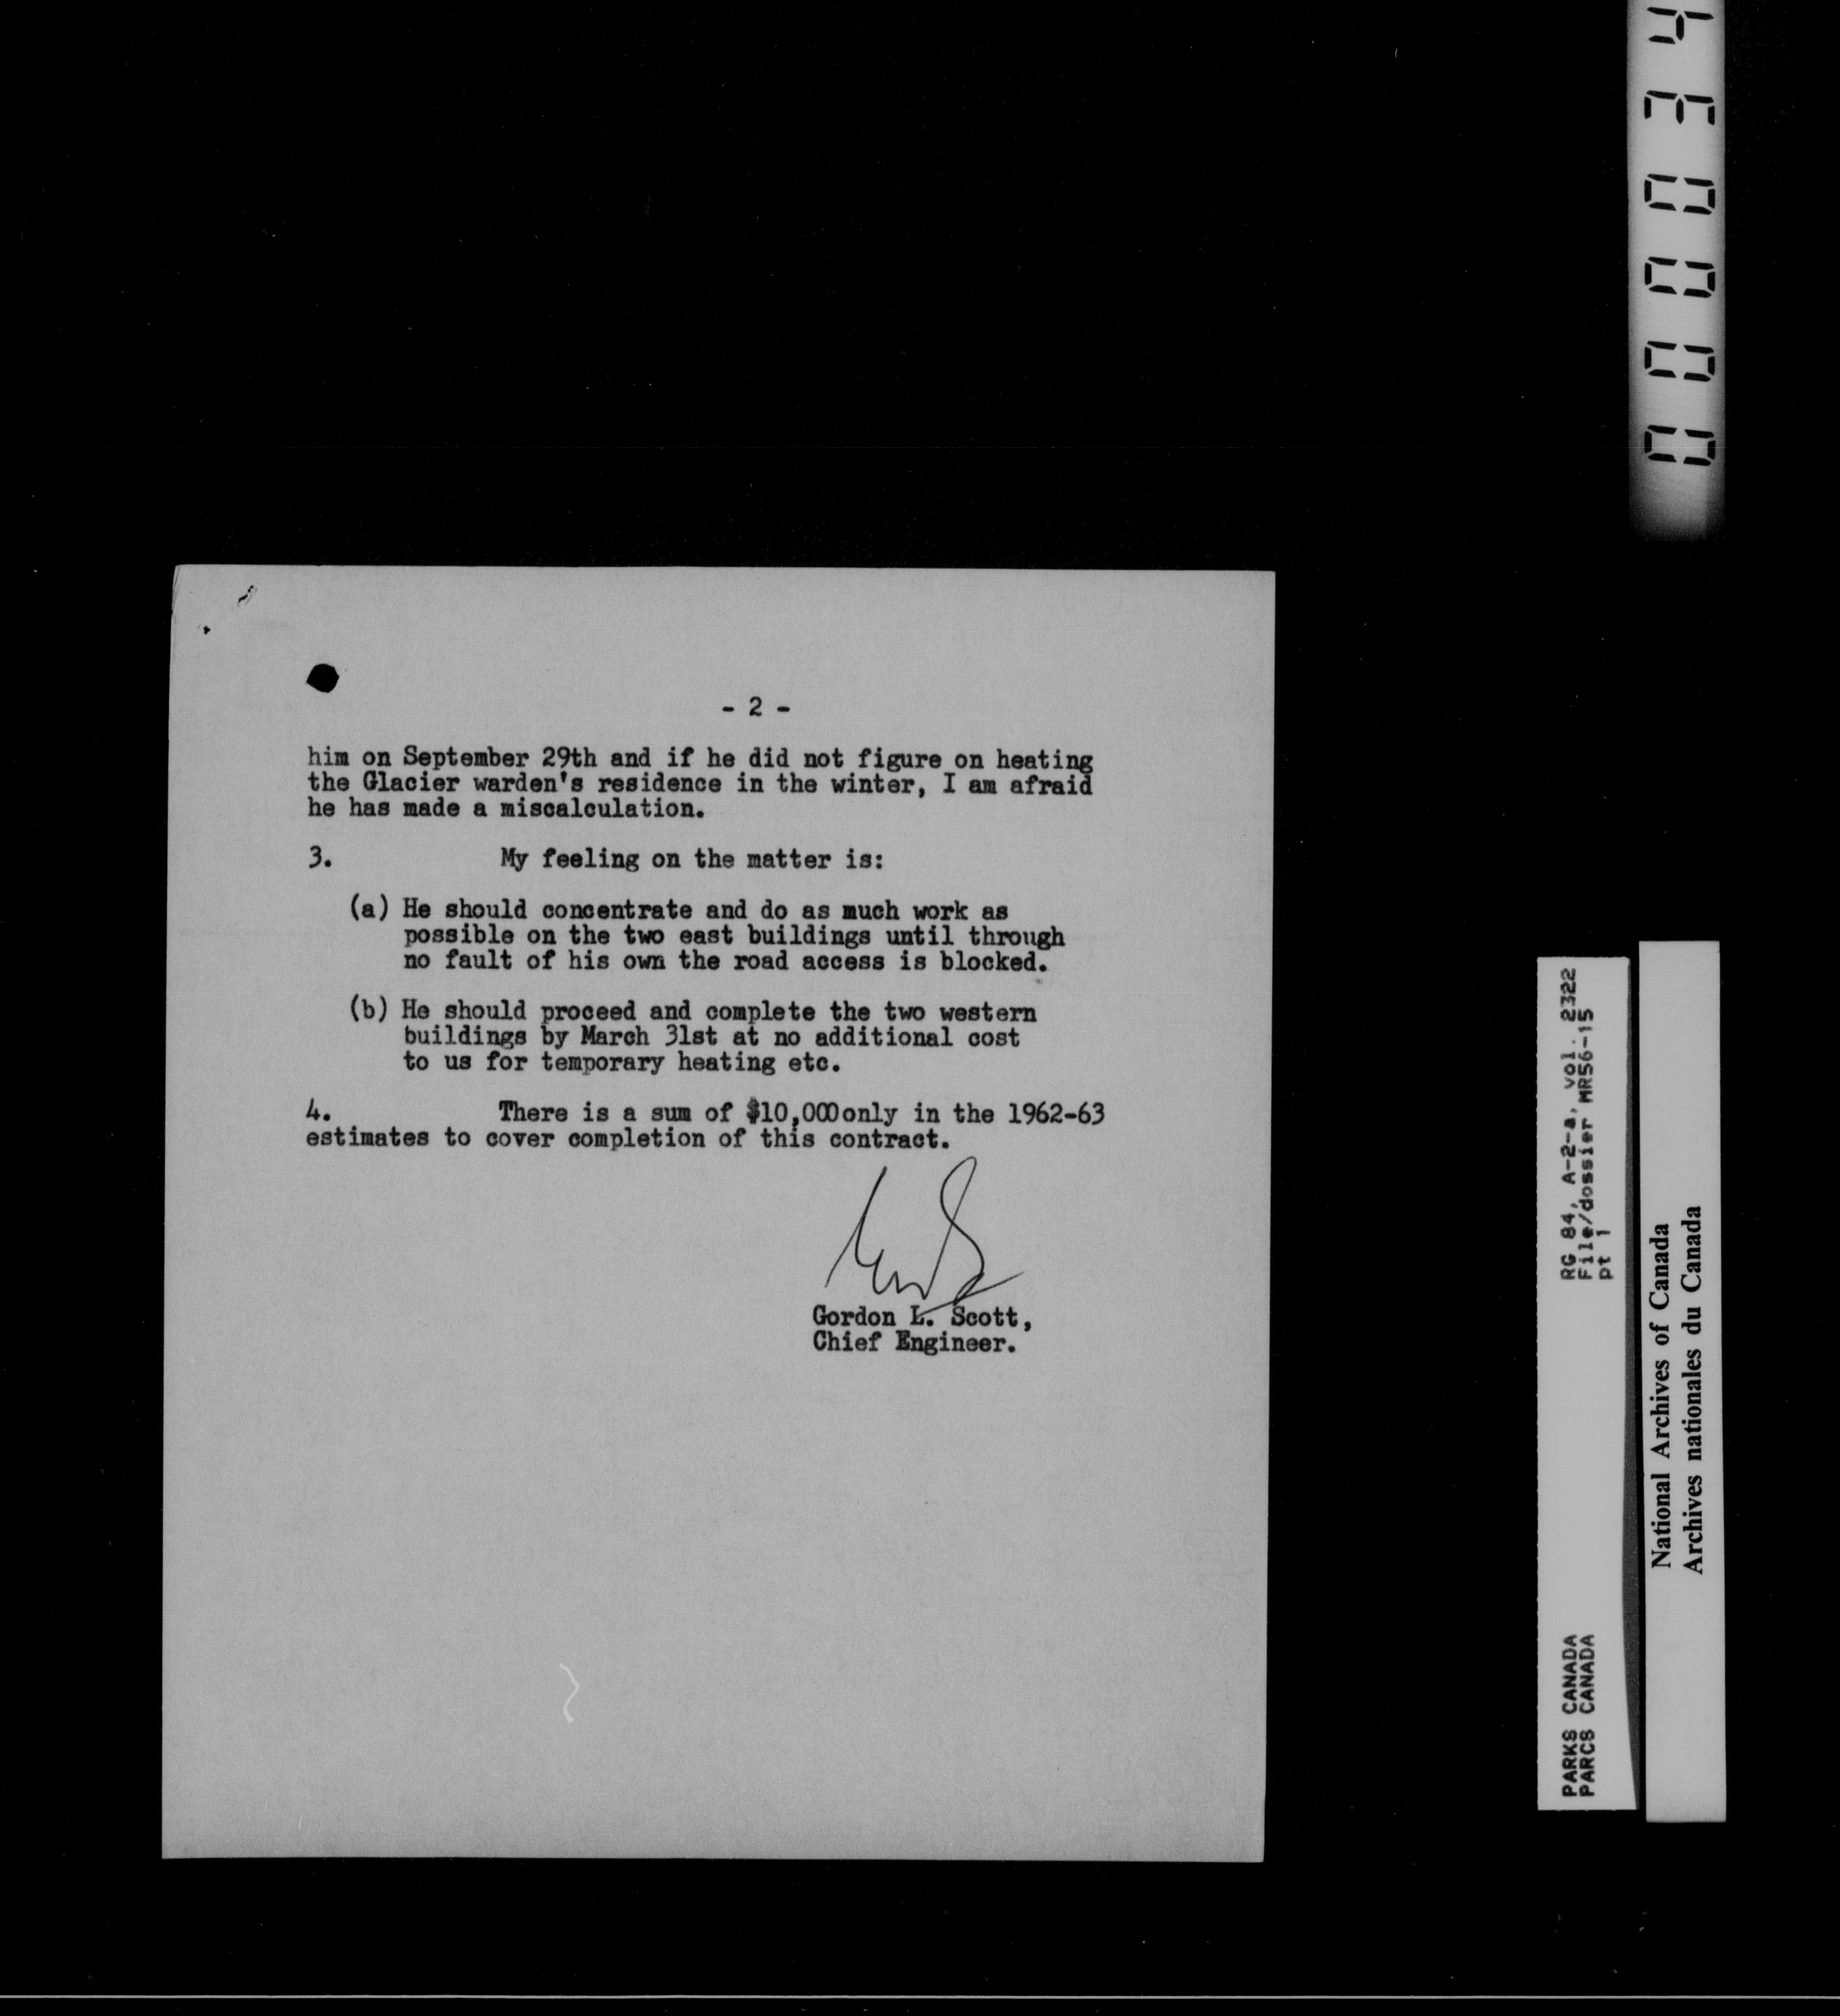 - 2 -
him on September 29th and if he did not figure on heating
the Glacier warden's residence in the winter, I am afraid
he has made a miscalculation.
3. My feeling on the matter is:
(a) He should concentrate and do as much work as
possible on the two east buildings until through
no fault of his own the road access is blocked.
(b) He should proceed and complete the two western
buildings by March 31st at no additional cost
to us for temporary heating etc.
4. There is a sum of $10,000 only in the 1962-63
estimates to cover completion of this contract.
Gordon L. Scott,
Chief Engineer.
PARKS CANADA
PARCS CANADA
RG 84, A-2-a, vol. 2322
File/dossier MR56-15
pt 1
National Archives of Canada
Archives nationales du Canada